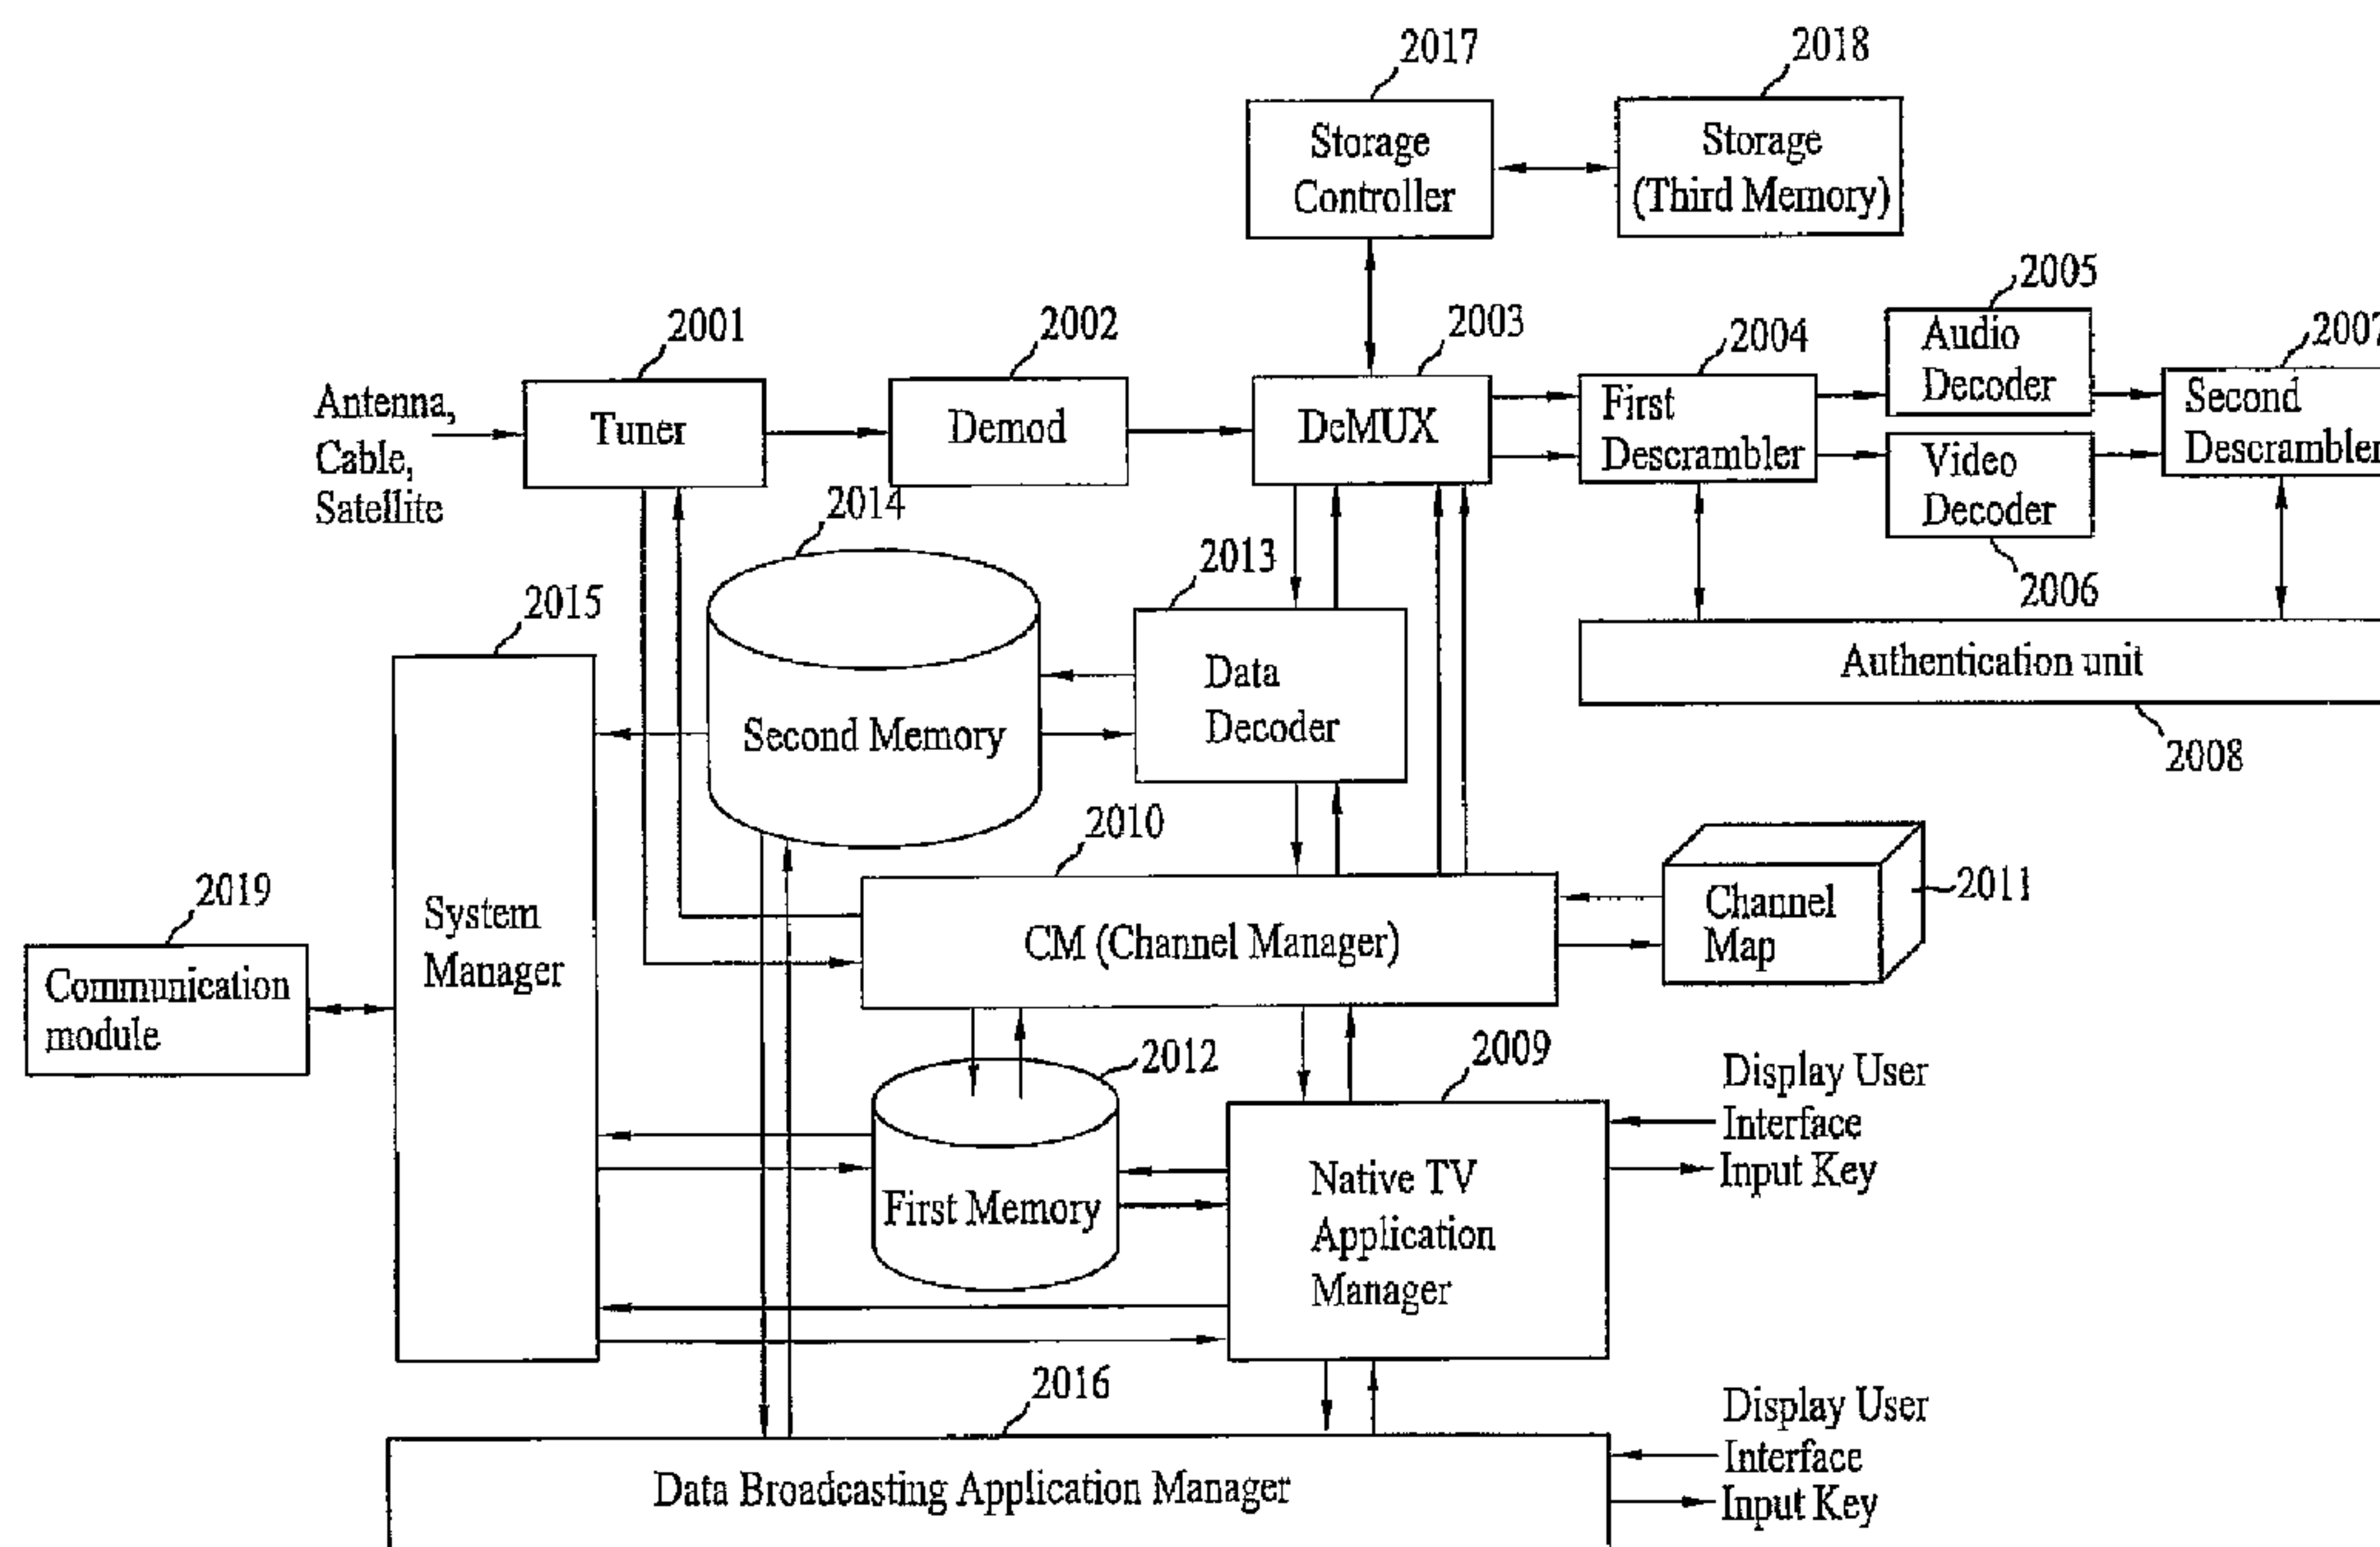 2017
2018
Storage
Controller
Storage
(Third Memory)
2001
2002
2003
2004
2005
2007
Antenna,
Cable,
Satellite
Tuner
Demod
DeMUX
First
Descrambler
Audio
Decoder
Video
Decoder
Second
Descrambler
2006
2014
2013
2015
Second Memory
Data
Decoder
Authentication unit
2008
2010
2019
System
Manager
CM (Channel Manager)
Channel
Map
2011
Communication
module
2012
2009
First Memory
Native TV
Application
Manager
Display User
Interface
Input Key
2016
Data Broadcasting Application Manager
Display User
Interface
Input Key